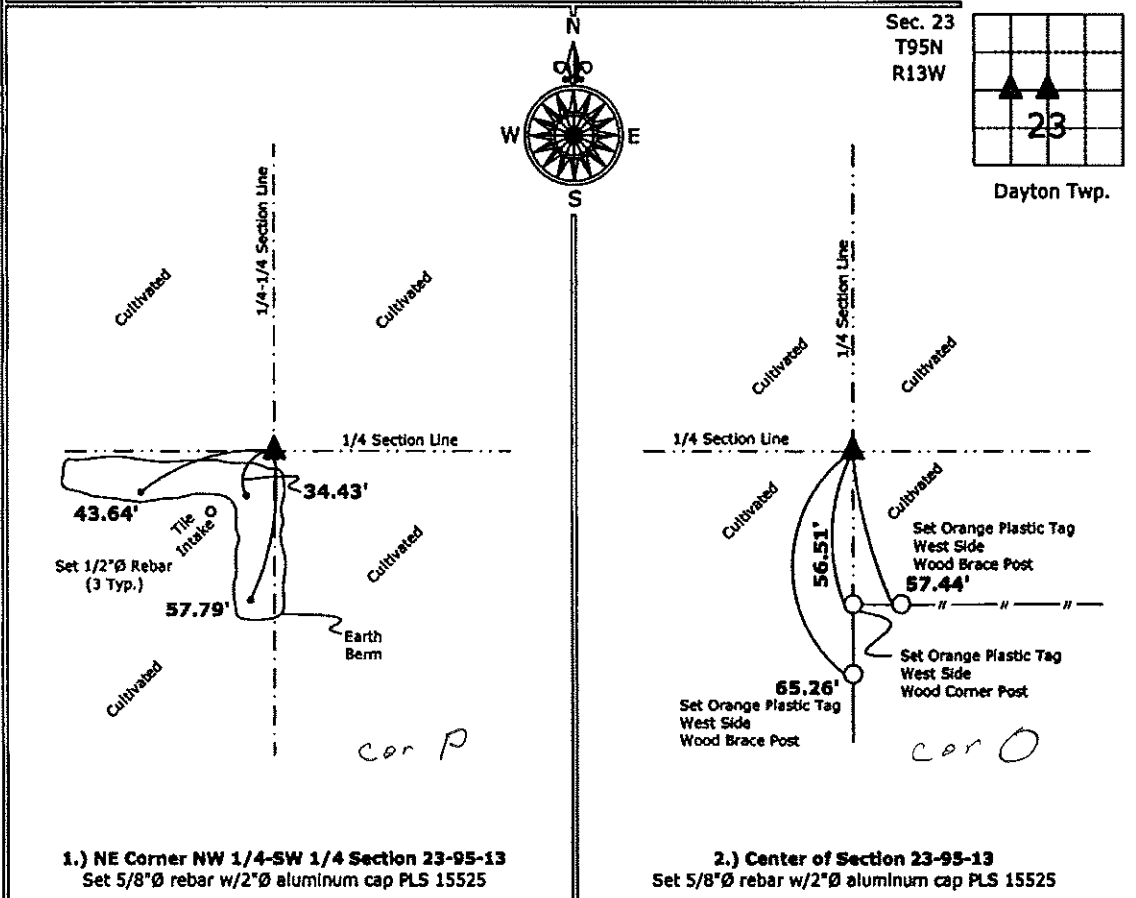 Sec. 23
T95N
R13W
23
Dayton Twp.
N
W
E
S
1/4-1/4 Section Line
Cultivated
Cultivated
1/4 Section Line
34.43'
43.64'
Tile
Intake
Set 1/2"Ø Rebar
(3 Typ.)
57.79'
Cultivated
Earth
Berm
Cultivated
cor P
1.) NE Corner NW 1/4-SW 1/4 Section 23-95-13
Set 5/8"Ø rebar w/2"Ø aluminum cap PLS 15525
1/4 Section Line
Cultivated
Cultivated
1/4 Section Line
Cultivated
Cultivated
56.51'
Set Orange Plastic Tag
West Side
Wood Brace Post
57.44'
Set Orange Plastic Tag
West Side
Wood Corner Post
65.26'
Set Orange Plastic Tag
West Side
Wood Brace Post
cor O
2.) Center of Section 23-95-13
Set 5/8"Ø rebar w/2"Ø aluminum cap PLS 15525